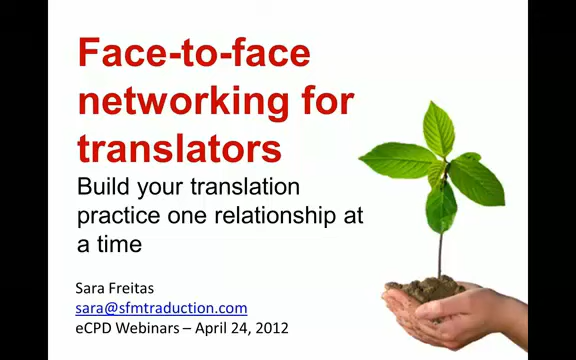 Face-to-face
networking for
translators
Build your translation
practice one relationship at
a time
Sara Freitas
sara@sfmtraduction.com
eCPD Webinars – April 24, 2012